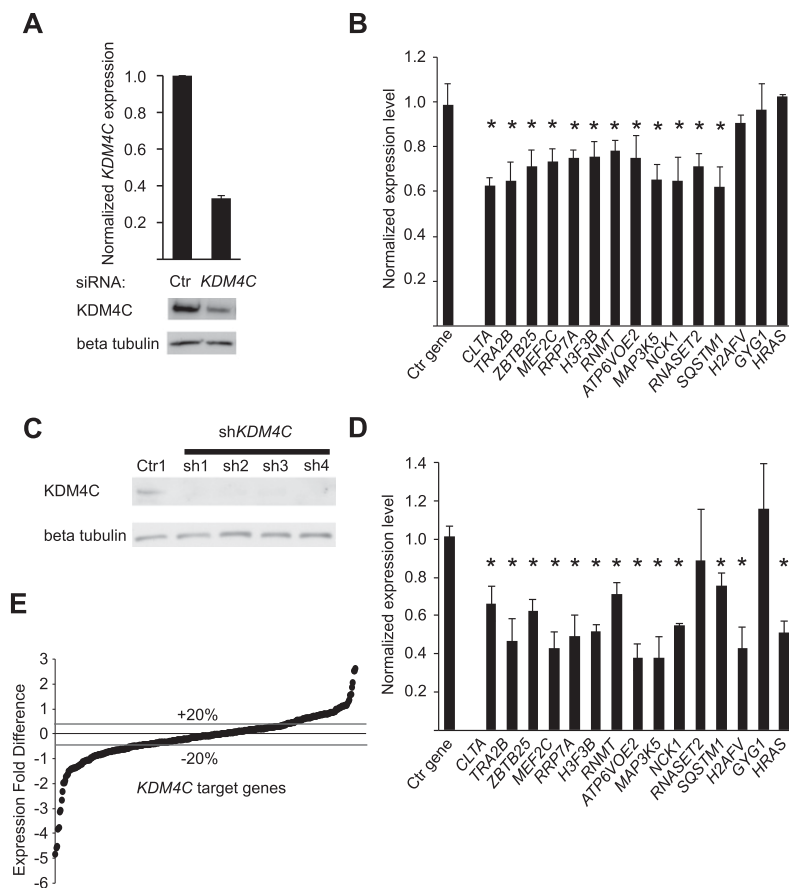 A
Normalized KDM4C expression
1.0
0.8
0.6
0.4
0.2
siRNA: Ctr KDM4C
KDM4C
beta tubulin
B
Normalized expression level
1.2
1.0
0.8
0.6
0.4
0.2
* * * * * * * * * * * *
Ctr gene
CLTA
TRA2B
ZBTB25
MEF2C
RRP7A
H3F3B
RNMT
ATP6VOE2
MAP3K5
NCK1
RNASET2
SQSTM1
H2AFV
GYG1
HRAS
C
shKDM4C
Ctr1 sh1 sh2 sh3 sh4
KDM4C
beta tubulin
D
Normalized expression level
1.4
1.2
1.0
0.8
0.6
0.4
0.2
* * * * * * * * * * * * *
Ctr gene
CLTA
TRA2B
ZBTB25
MEF2C
RRP7A
H3F3B
RNMT
ATP6VOE2
MAP3K5
NCK1
RNASET2
SQSTM1
H2AFV
GYG1
HRAS
E
Expression Fold Difference
3
2
1
0
-1
-2
-3
-4
-5
-6
+20%
-20%
KDM4C target genes